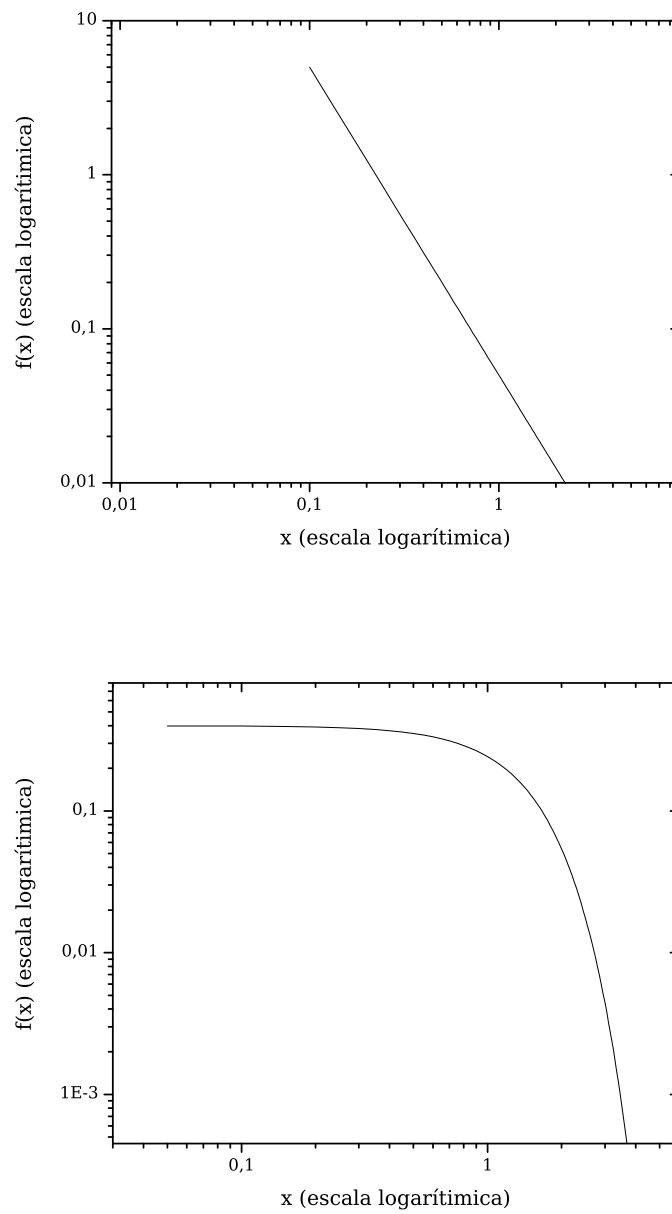 10
1
0,1
0,01
f(x) (escala logarítimica)
0,01 0,1 1
x (escala logarítimica)
0,1
0,01
1E-3
f(x) (escala logarítimica)
0,1 1
x (escala logarítimica)